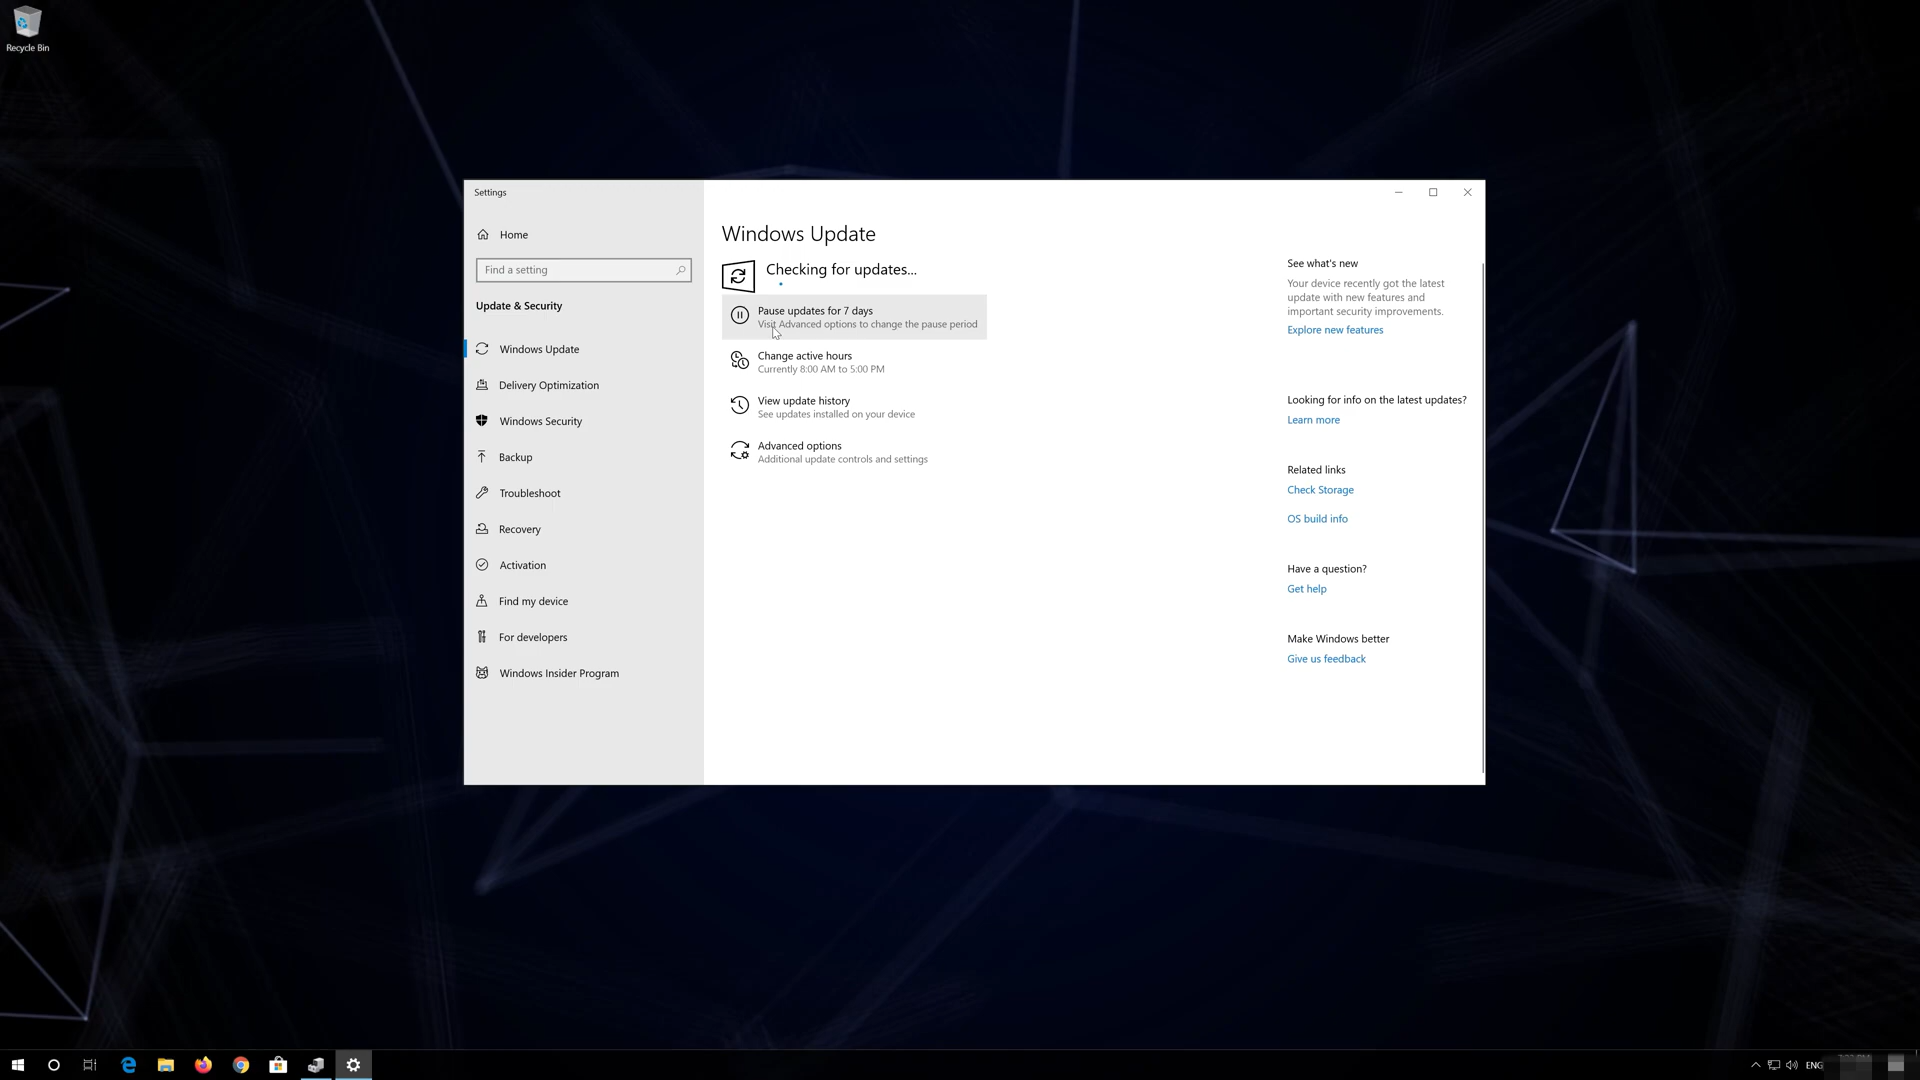 Recycle Bin
Settings
Home
Find a setting
Update & Security
Windows Update
Delivery Optimization
Windows Security
Backup
Troubleshoot
Recovery
Activation
Find my device
For developers
Windows Insider Program
Windows Update
Checking for updates...
Pause updates for 7 days
Visit Advanced options to change the pause period
Change active hours
Currently 8:00 AM to 5:00 PM
View update history
See updates installed on your device
Advanced options
Additional update controls and settings
See what's new
Your device recently got the latest
update with new features and
important security improvements.
Explore new features
Looking for info on the latest updates?
Learn more
Related links
Check Storage
OS build info
Have a question?
Get help
Make Windows better
Give us feedback
ENG